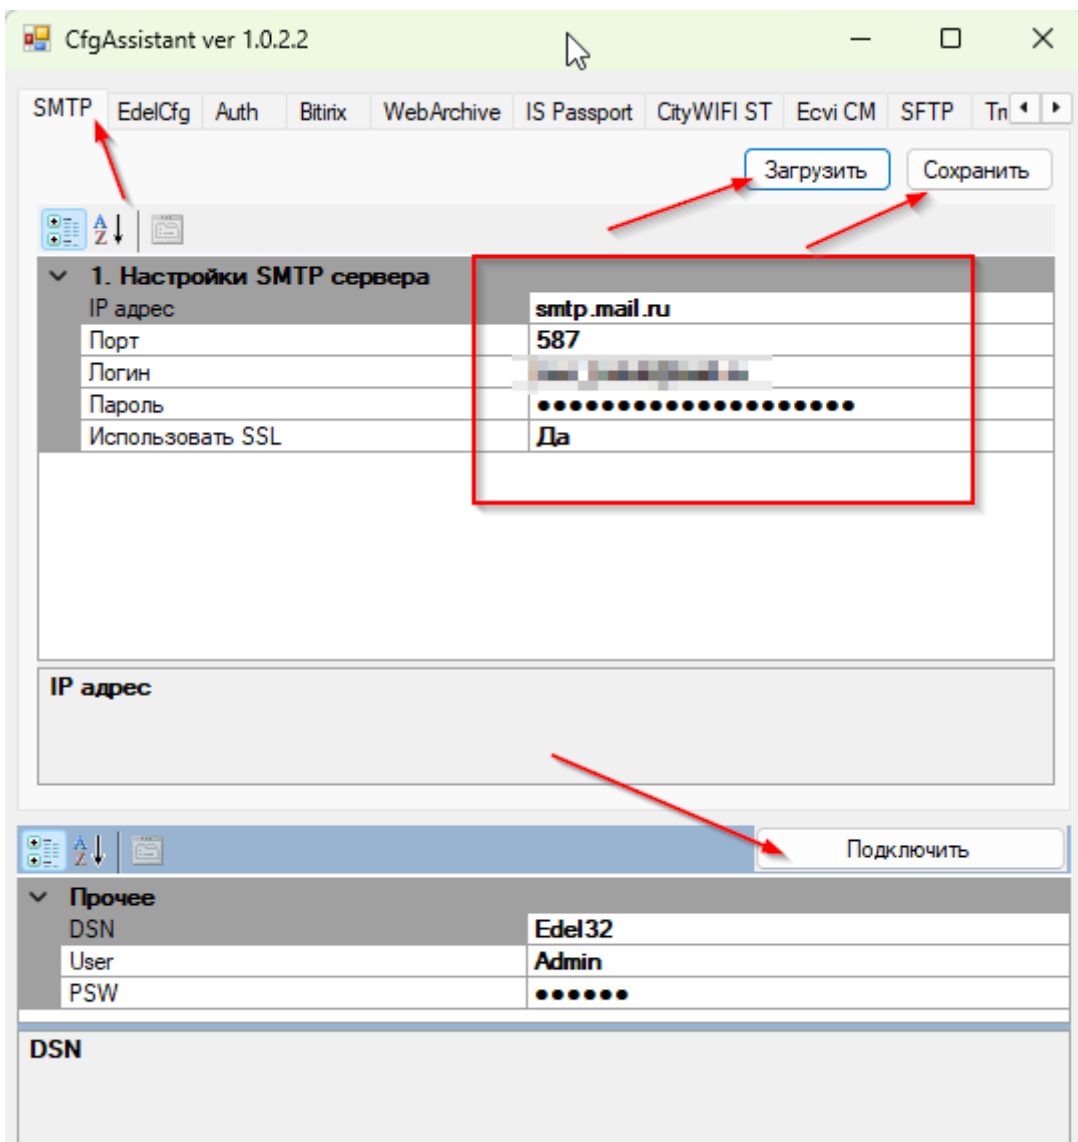 CfgAssistant ver 1.0.2.2
SMTP EdelCfg Auth Bitirix WebArchive IS Passport CityWIFI ST Ecvi CM SFTP
Загрузить Сохранить
1. Настройки SMTP сервера
IP адрес smtp.mail.ru
Порт 587
Логин
Пароль ●●●●●●●●●●●●●●●●●●●●
Использовать SSL Да
IP адрес
Подключить
Прочее
DSN Edel32
User Admin
PSW ●●●●●●
DSN